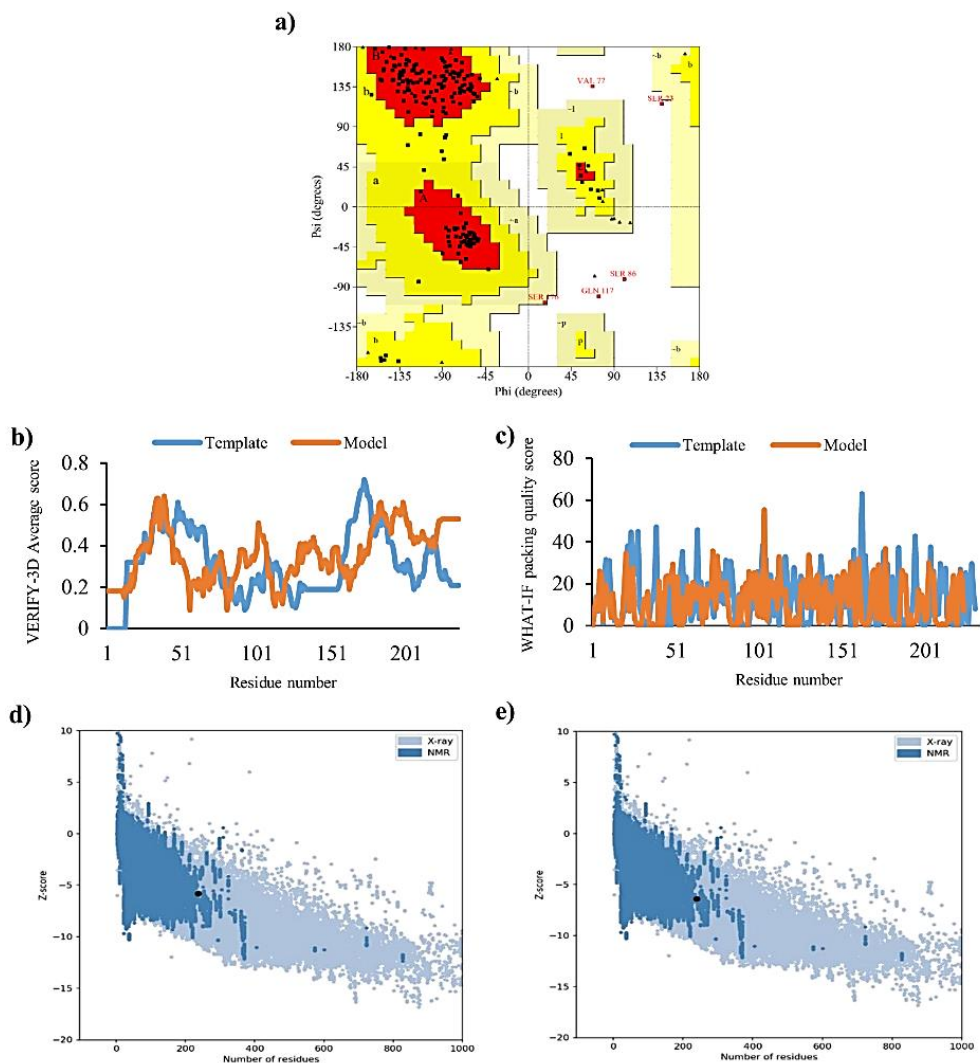 a)
180
135
90
45
0
-45
-90
-135
-180
Psi (degrees)
B
b
a
A
~b
~l
l
~a
~b
b
VAL 77
SER 23
SER 86
GLN 117
~b
b
~p
p
~b
-180 -135 -90 -45 0 45 90 135 180
Phi (degrees)
b)
Template Model
VERIFY-3D Average score
0.8
0.6
0.4
0.2
0
1 51 101 151 201
Residue number
c)
Template Model
WHAT-IF packing quality score
80
60
40
20
0
1 51 101 151 201
Residue number
d)
10
5
0
−5
−10
−15
−20
Z-score
X-ray
NMR
0 200 400 600 800 1000
Number of residues
e)
10
5
0
−5
−10
−15
−20
Z-score
X-ray
NMR
0 200 400 600 800 1000
Number of residues